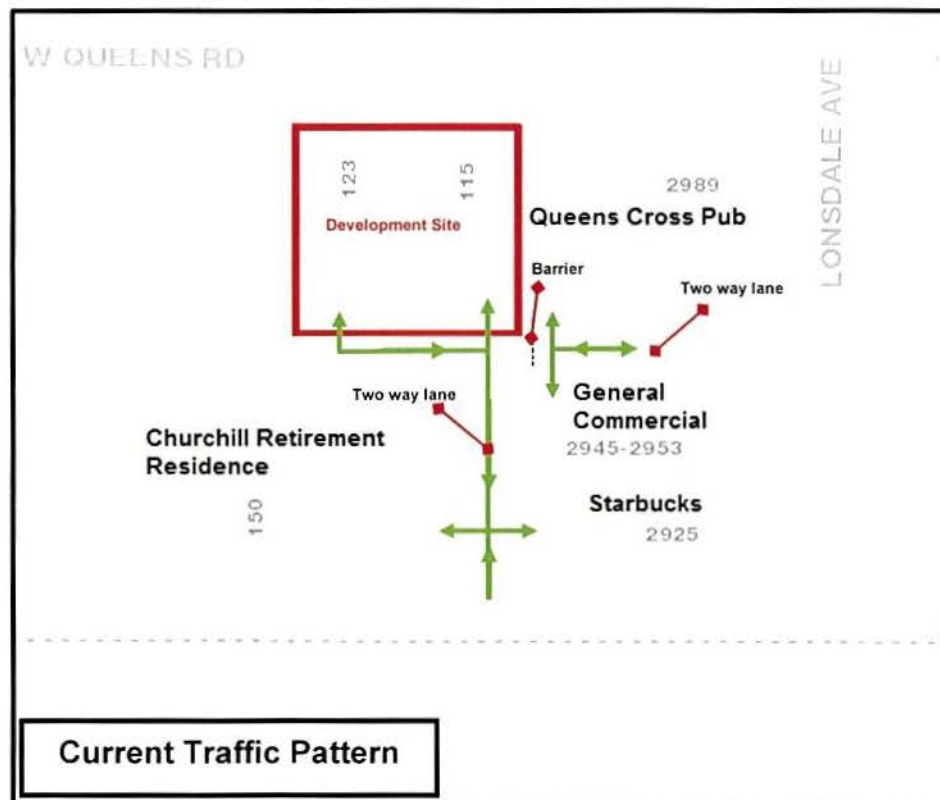 W QUEENS RD
LONSDALE AVE
123
115
2989
Development Site
Queens Cross Pub
Barrier
Two way lane
Two way lane
General
Commercial
2945-2953
Churchill Retirement
Residence
150
Starbucks
2925
Current Traffic Pattern